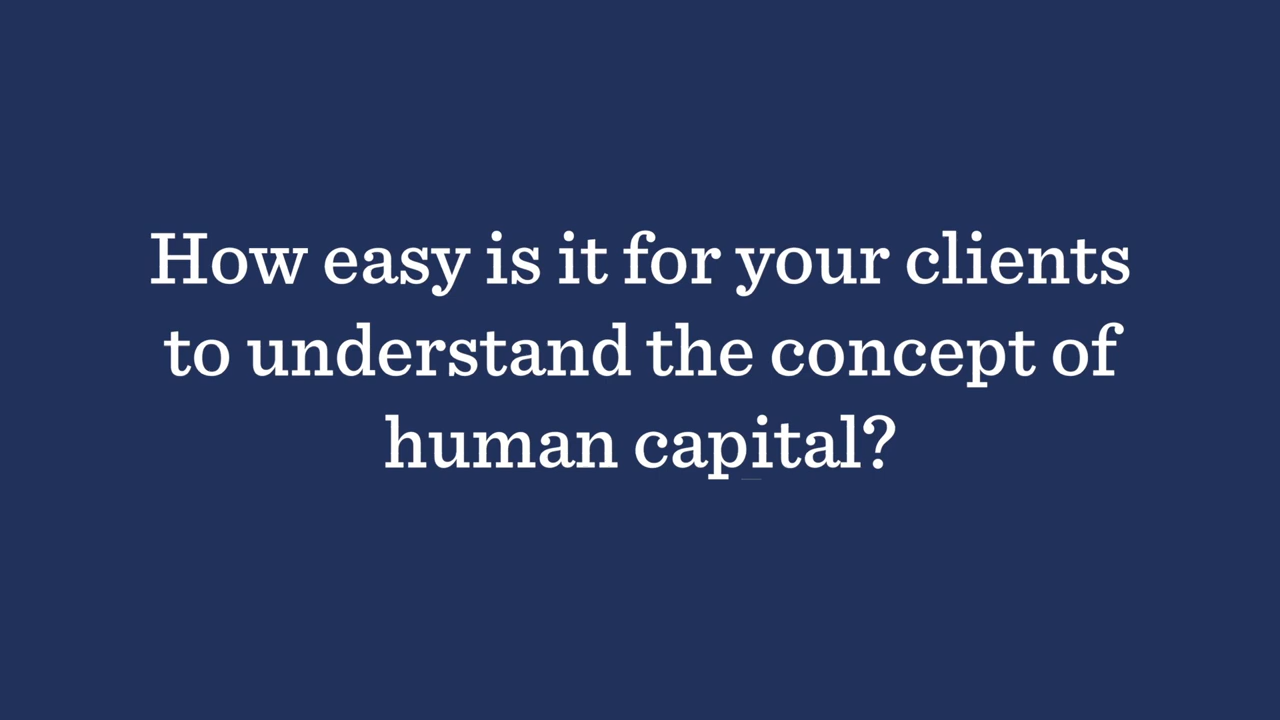 How easy is it for your clients
to understand the concept of
human capital?